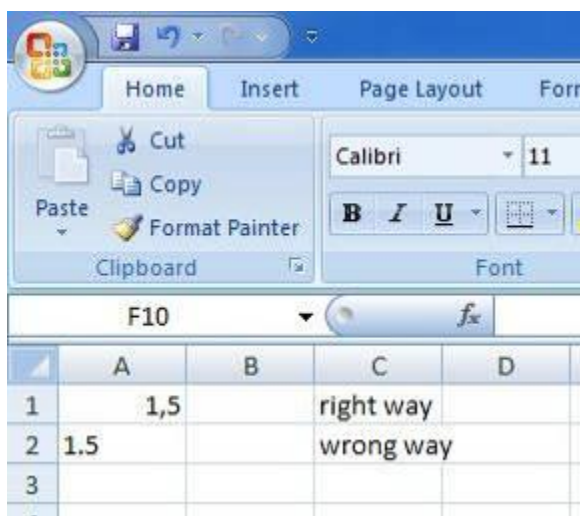 Home Insert Page Layout Forr
Cut
Calibri 11
Copy
Paste
B I U
Format Painter
Clipboard Font
F10 fx
A B C D
1 1,5 right way
2 1.5 wrong way
3